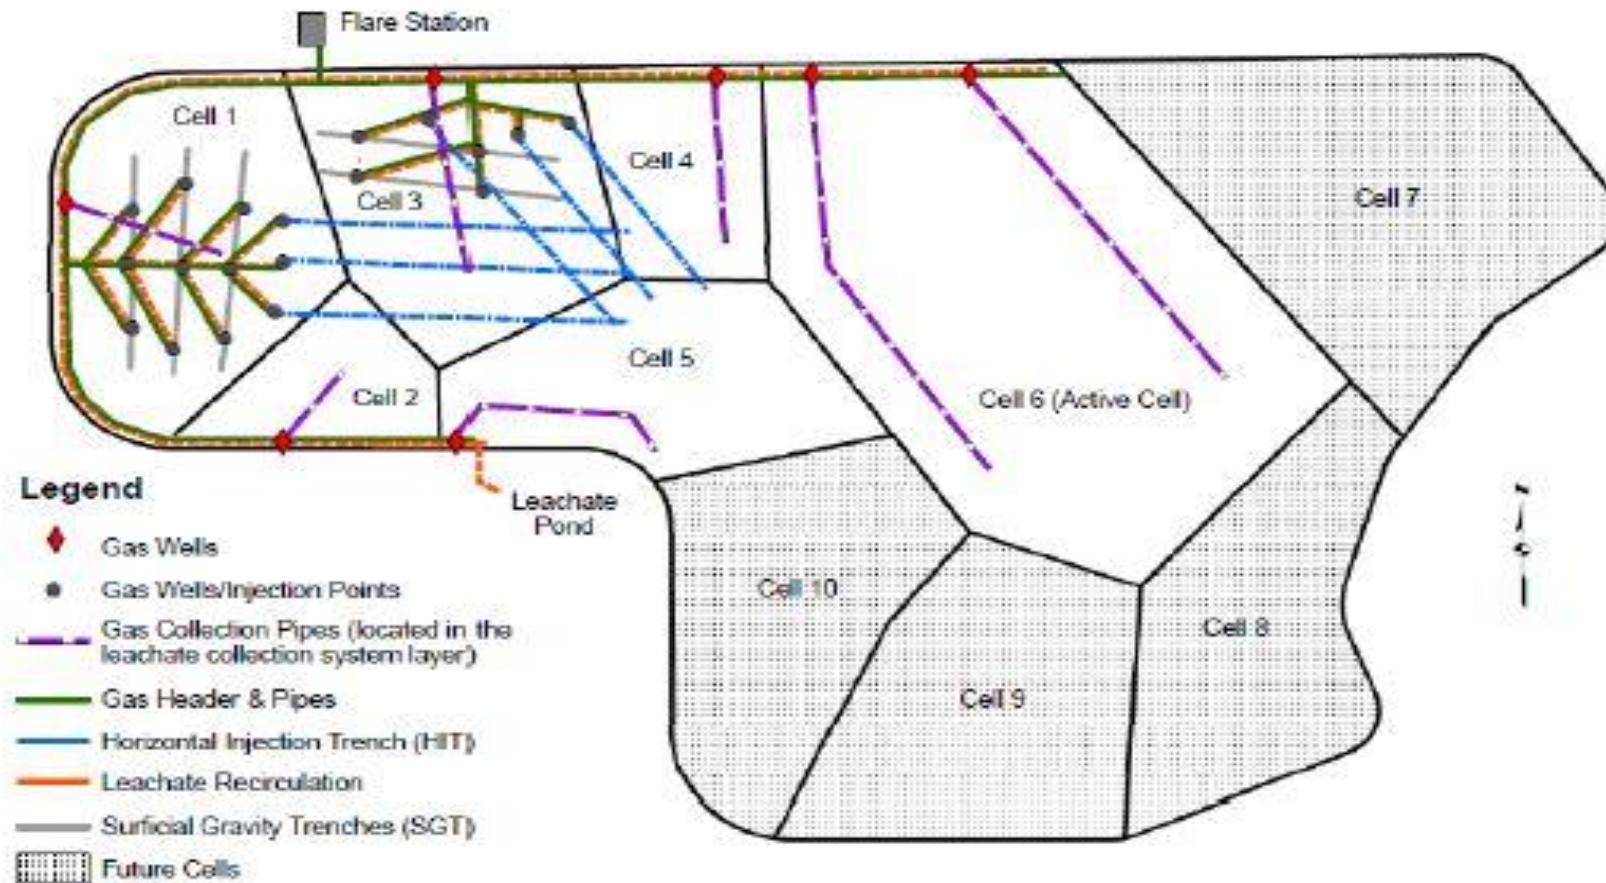 Flare Station
Cell 1
Cell 4
Cell 3
Cell 7
Cell 5
Cell 2
Cell 6 (Active Cell)
Leachate
Pond
Cell 10
Cell 8
Cell 9
Legend
Gas Wells
Gas Wells/Injection Points
Gas Collection Pipes (located in the
leachate collection system layer)
Gas Header & Pipes
Horizontal Injection Trench (HIT)
Leachate Recirculation
Surficial Gravity Trenches (SGT)
Future Cells